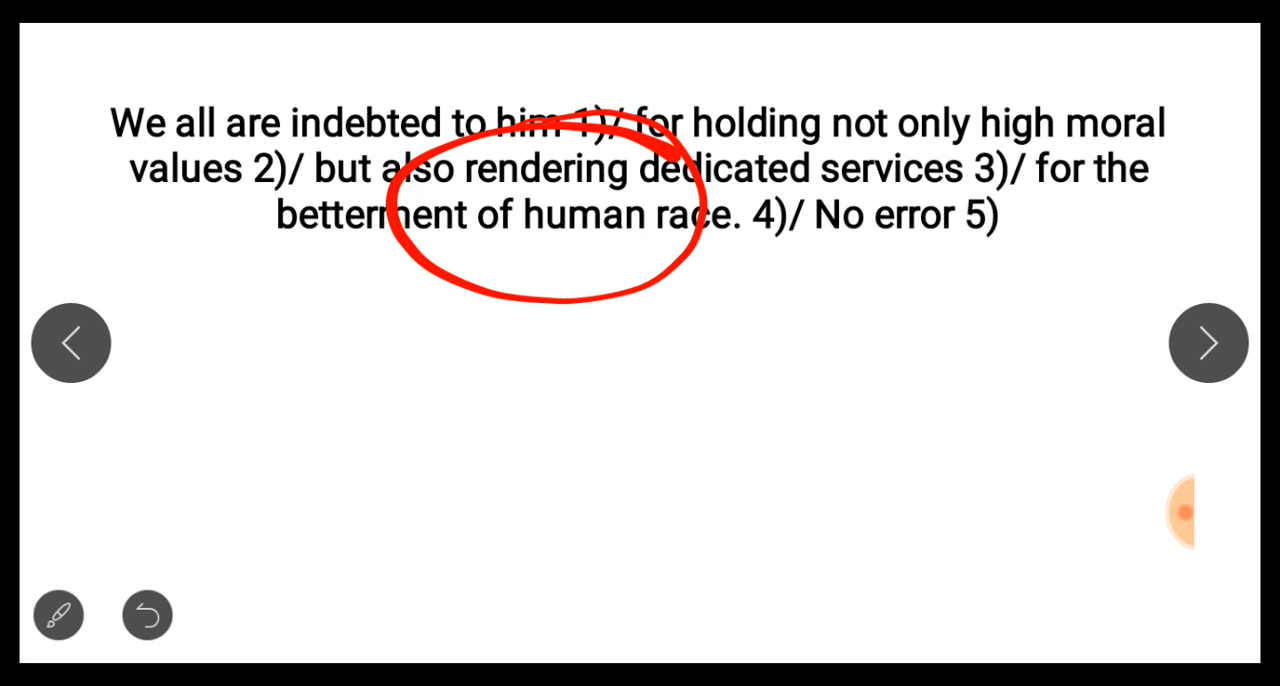 We all are indebted to him 1)/ for holding not only high moral
values 2)/ but also rendering dedicated services 3)/ for the
betterment of human race. 4)/ No error 5)